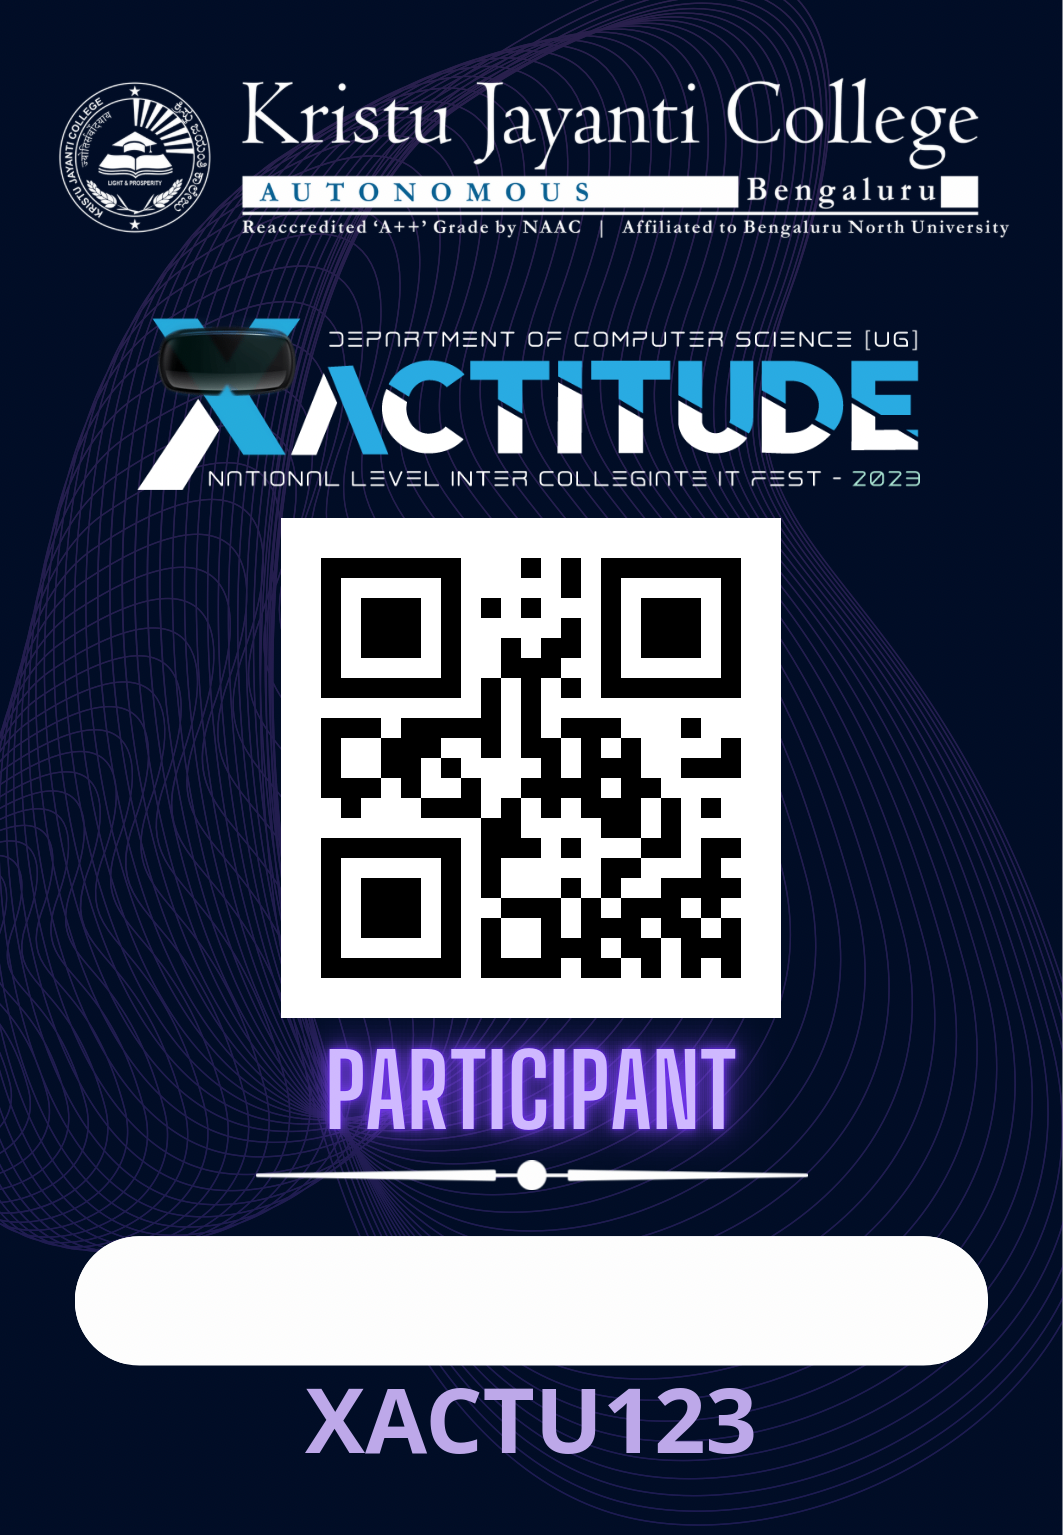 Kristu Jayanti College
AUTONOMOUS Bengaluru
Reaccredited ‘A++’ Grade by NAAC | Affiliated to Bengaluru North University
KRISTU JAYANTI COLLEGE
ज्योतिर्संवादाय
ಕ್ರಿಸ್ತು ಜಯಂತಿ ಕಾಲೇಜು
LIGHT & PROSPERITY
DEPARTMENT OF COMPUTER SCIENCE [UG]
XACTITUDE
NATIONAL LEVEL INTER COLLEGIATE IT FEST - 2023
PARTICIPANT
XACTU123